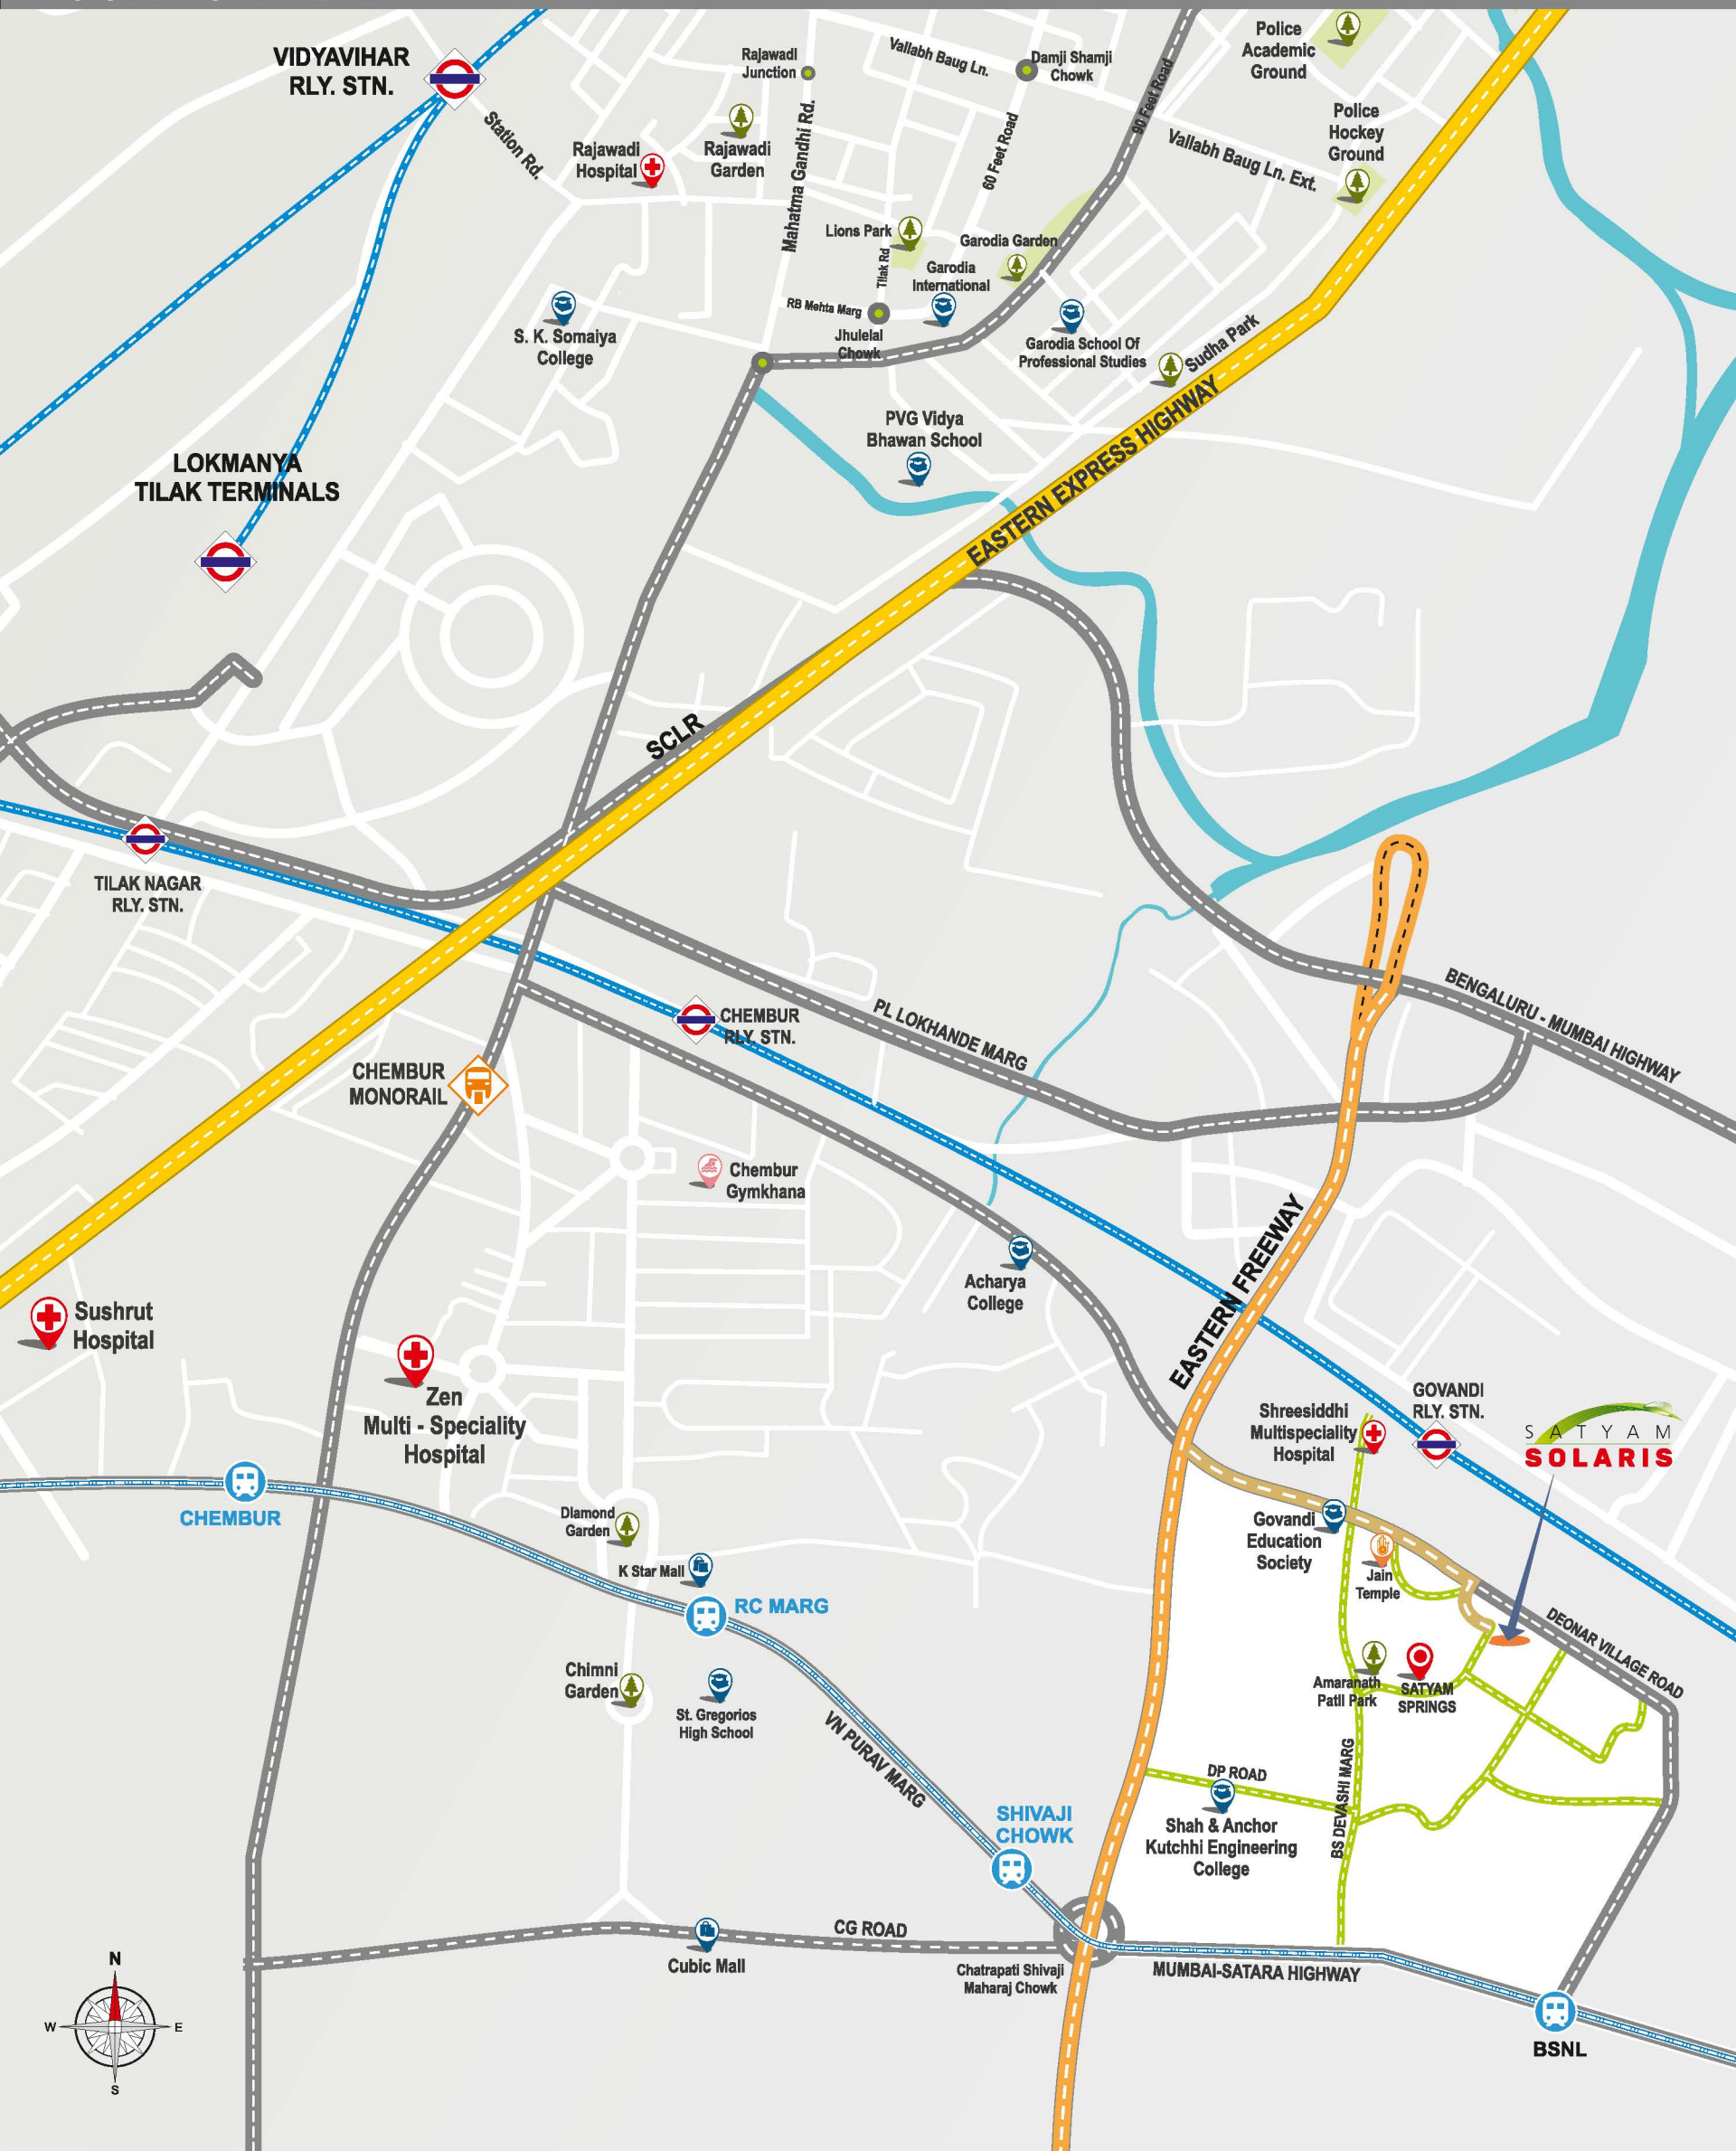 VIDYAVIHAR
RLY. STN.
Station Rd.
Rajawadi
Junction
Rajawadi
Hospital
Rajawadi
Garden
Mahatma Gandhi Rd.
Vallabh Baug Ln.
Damji Shamji
Chowk
60 Feet Road
90 Feet Road
Vallabh Baug Ln. Ext.
Police
Academic
Ground
Police
Hockey
Ground
Lions Park
Tilak Rd
Garodia Garden
Garodia
International
RB Mehta Marg
Jhulelal
Chowk
S. K. Somaiya
College
Garodia School Of
Professional Studies
Sudha Park
PVG Vidya
Bhawan School
EASTERN EXPRESS HIGHWAY
LOKMANYA
TILAK TERMINALS
SCLR
TILAK NAGAR
RLY. STN.
CHEMBUR
RLY. STN.
PL LOKHANDE MARG
BENGALURU - MUMBAI HIGHWAY
CHEMBUR
MONORAIL
Chembur
Gymkhana
Acharya
College
EASTERN FREEWAY
Sushrut
Hospital
Zen
Multi - Speciality
Hospital
GOVANDI
RLY. STN.
Shreesiddhi
Multispeciality
Hospital
SATYAM
SOLARIS
CHEMBUR
Diamond
Garden
K Star Mall
RC MARG
Govandi
Education
Society
Jain
Temple
DEONAR VILLAGE ROAD
Chimni
Garden
St. Gregorios
High School
VN PURAV MARG
Amaranath
Patil Park
SATYAM
SPRINGS
BS DEVASHI MARG
DP ROAD
Shah & Anchor
Kutchhi Engineering
College
SHIVAJI
CHOWK
CG ROAD
Cubic Mall
Chatrapati Shivaji
Maharaj Chowk
MUMBAI-SATARA HIGHWAY
BSNL
N
W
E
S